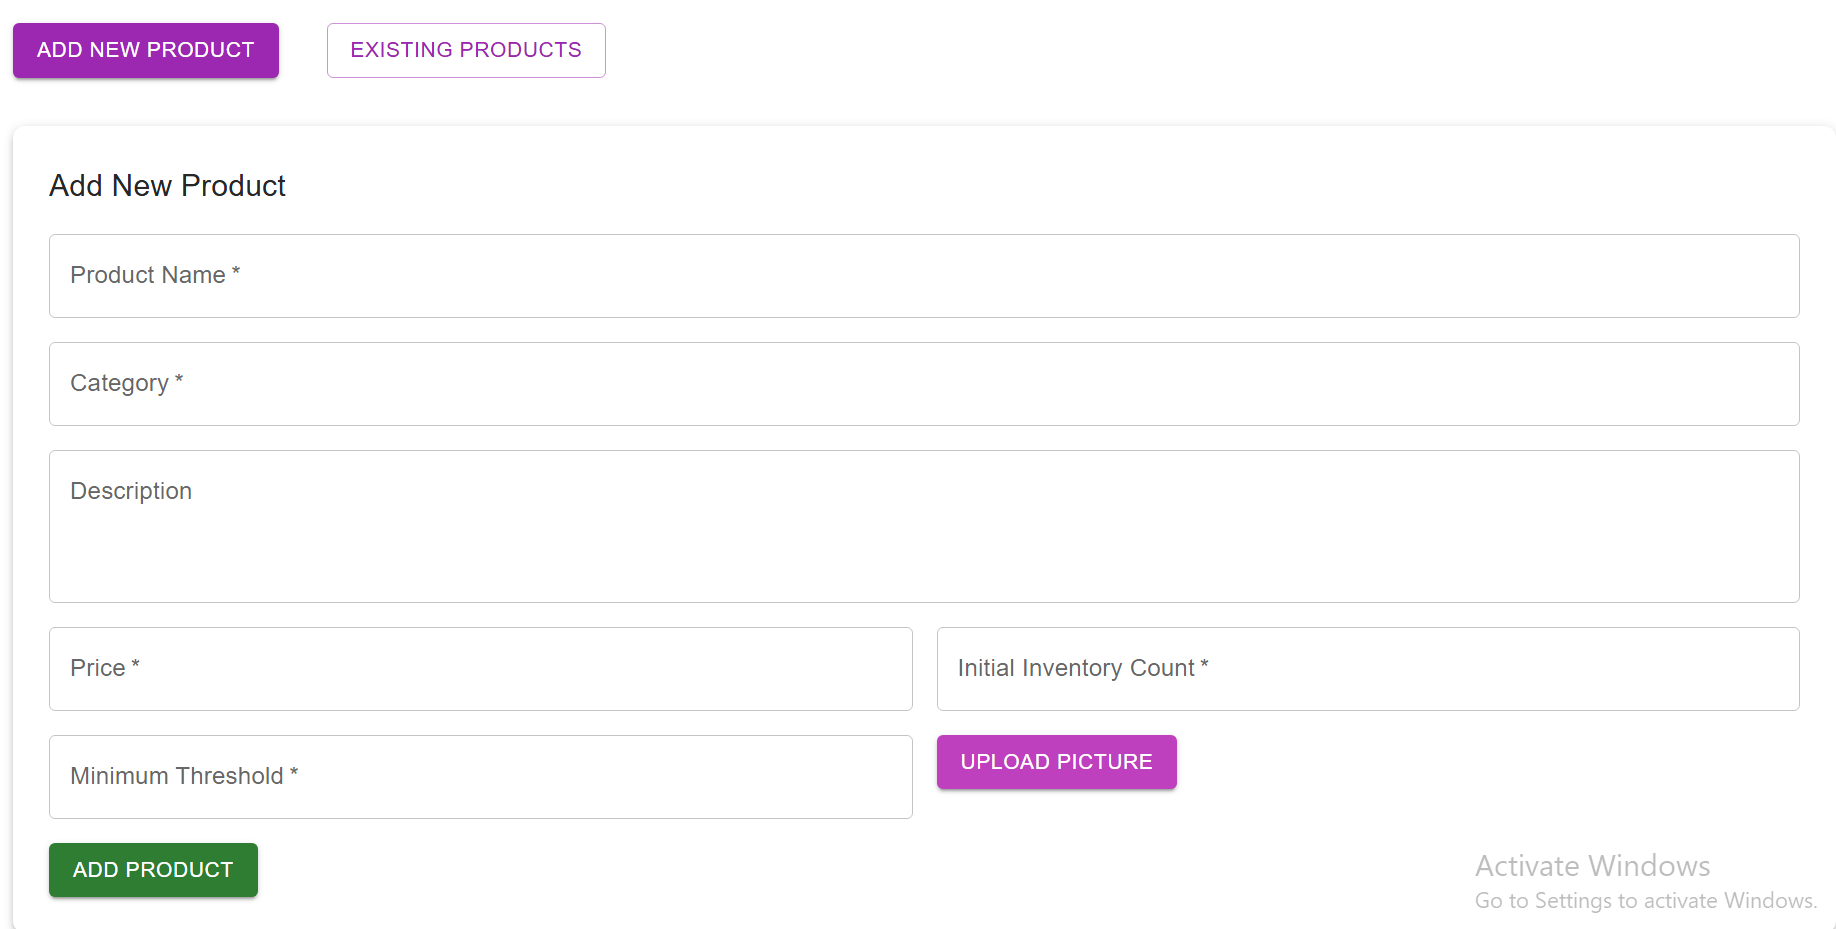 ADD NEW PRODUCT
EXISTING PRODUCTS
Add New Product
Product Name *
Category *
Description
Price *
Initial Inventory Count *
Minimum Threshold *
UPLOAD PICTURE
ADD PRODUCT
Activate Windows
Go to Settings to activate Windows.